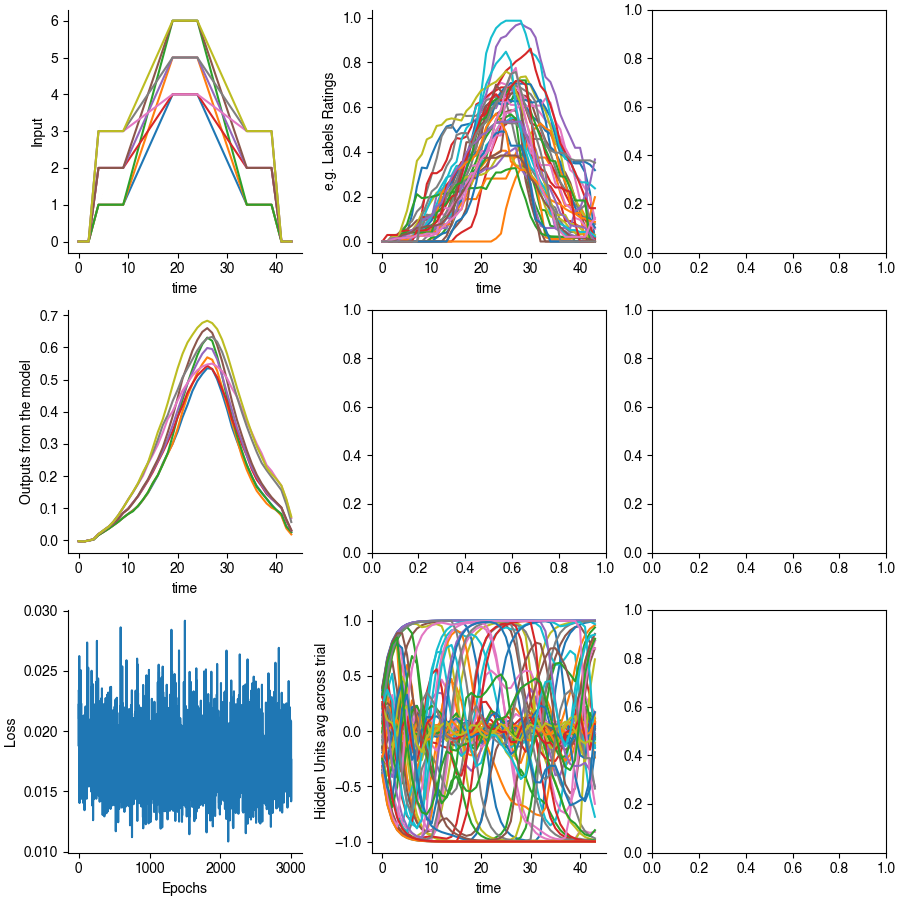 6
5
4
3
2
1
0
Input
0 10 20 30 40
time
1.0
0.8
0.6
0.4
0.2
0.0
e.g. Labels Ratings
0 10 20 30 40
time
1.0
0.8
0.6
0.4
0.2
0.0
0.0 0.2 0.4 0.6 0.8 1.0
0.7
0.6
0.5
0.4
0.3
0.2
0.1
0.0
Outputs from the model
0 10 20 30 40
time
1.0
0.8
0.6
0.4
0.2
0.0
0.0 0.2 0.4 0.6 0.8 1.0
1.0
0.8
0.6
0.4
0.2
0.0
0.0 0.2 0.4 0.6 0.8 1.0
0.030
0.025
0.020
0.015
0.010
Loss
0 1000 2000 3000
Epochs
1.0
0.5
0.0
−0.5
−1.0
Hidden Units avg across trial
0 10 20 30 40
time
1.0
0.8
0.6
0.4
0.2
0.0
0.0 0.2 0.4 0.6 0.8 1.0